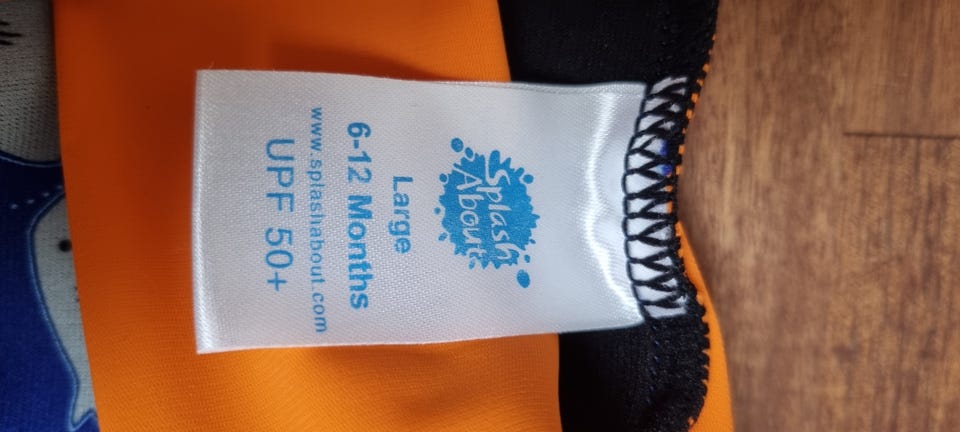 Splash
About
Large
6-12 Months
www.splashabout.com
UPF 50+